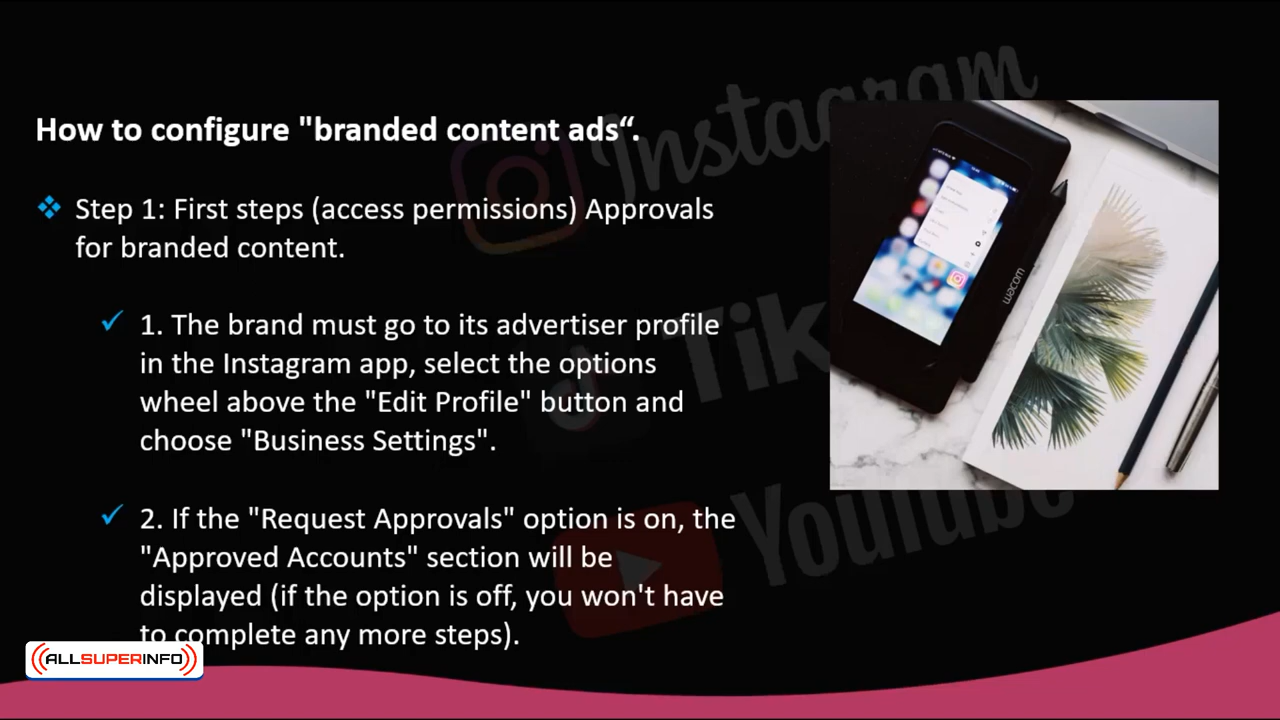 How to configure "branded content ads“.
Step 1: First steps (access permissions) Approvals
for branded content.
1. The brand must go to its advertiser profile
in the Instagram app, select the options
wheel above the "Edit Profile" button and
choose "Business Settings".
2. If the "Request Approvals" option is on, the
"Approved Accounts" section will be
displayed (if the option is off, you won't have
to complete any more steps).
Instagram
Tik
Youtube
wacom
ALLSUPERINFO